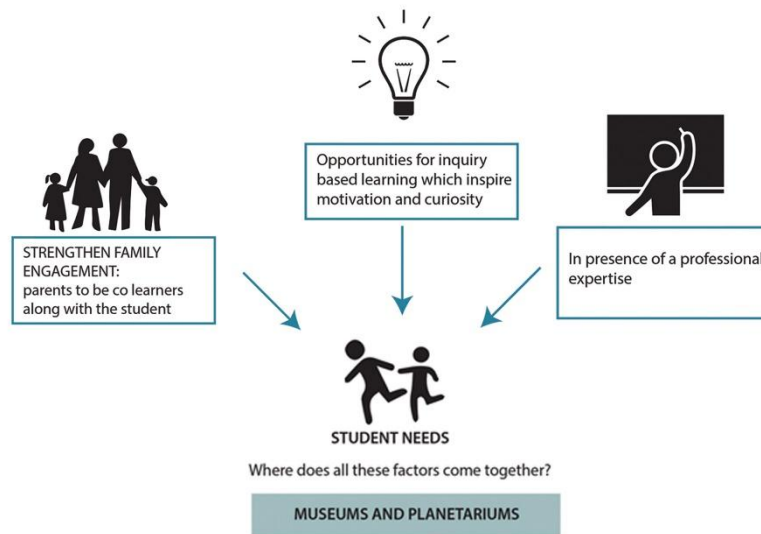 Opportunities for inquiry
based learning which inspire
motivation and curiosity
STRENGTHEN FAMILY
ENGAGEMENT:
parents to be co learners
along with the student
In presence of a professional
expertise
STUDENT NEEDS
Where does all these factors come together?
MUSEUMS AND PLANETARIUMS